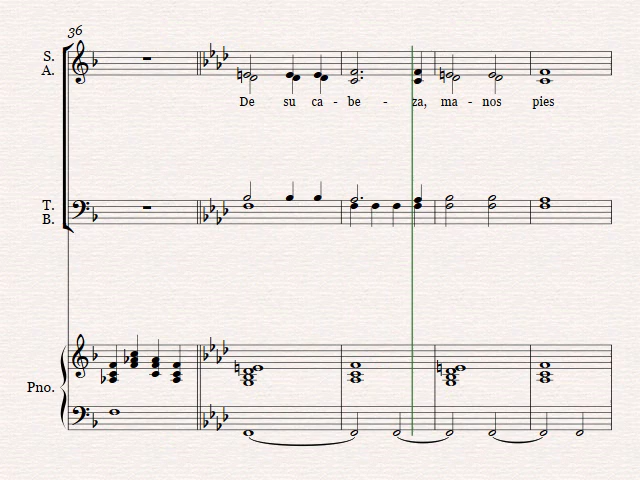 36
S.
A.
De su ca - be - za, ma - nos pies
T.
B.
Pno.